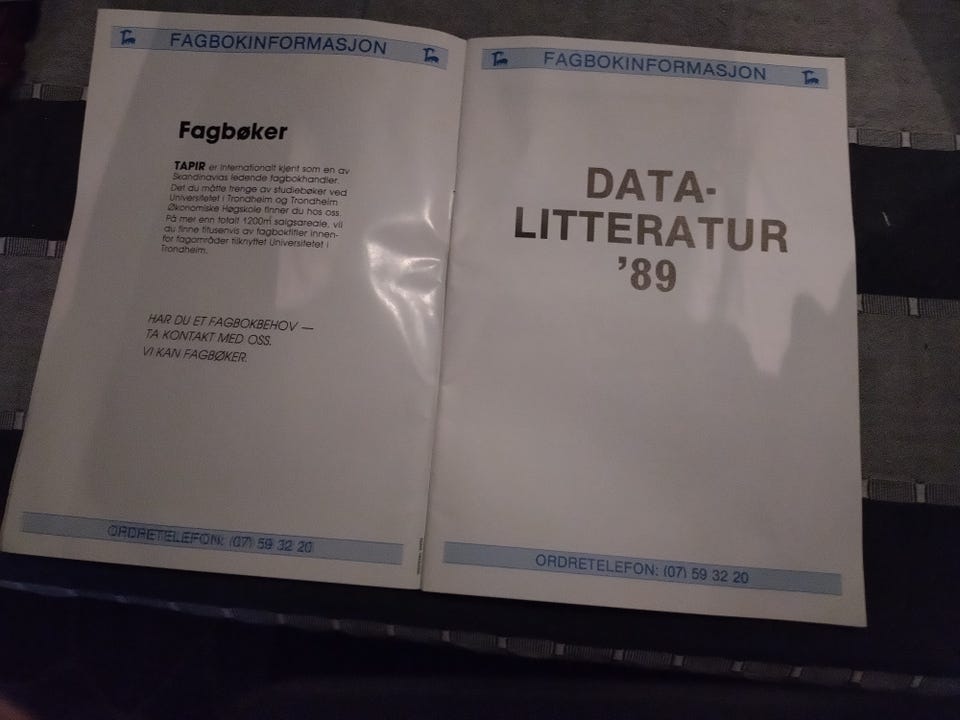 FAGBOKINFORMASJON
Fagbøker
TAPIR er internationalt kjent som en av
Skandinavias ledende fagbokhandler.
Det du måtte trenge av studiebøker ved
Universitetet i Trondheim og Trondheim
Økonomiske Høgskole finner du hos oss.
På mer enn totalt 1200m² salgsareale, vil
du finne titusenvis av fagboktitler innen-
for fagområder tilknyttet Universitetet i
Trondheim.
HAR DU ET FAGBOKBEHOV —
TA KONTAKT MED OSS.
VI KAN FAGBØKER.
ORDRETELEFON: (07) 59 32 20
FAGBOKINFORMASJON
DATA-
LITTERATUR
'89
ORDRETELEFON: (07) 59 32 20